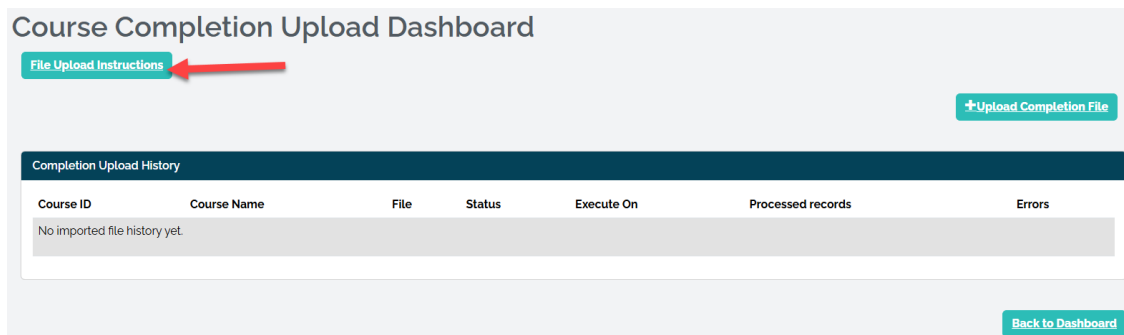 Course Completion Upload Dashboard
File Upload Instructions
+Upload Completion File
Completion Upload History
Course ID Course Name File Status Execute On Processed records Errors
No imported file history yet.
Back to Dashboard